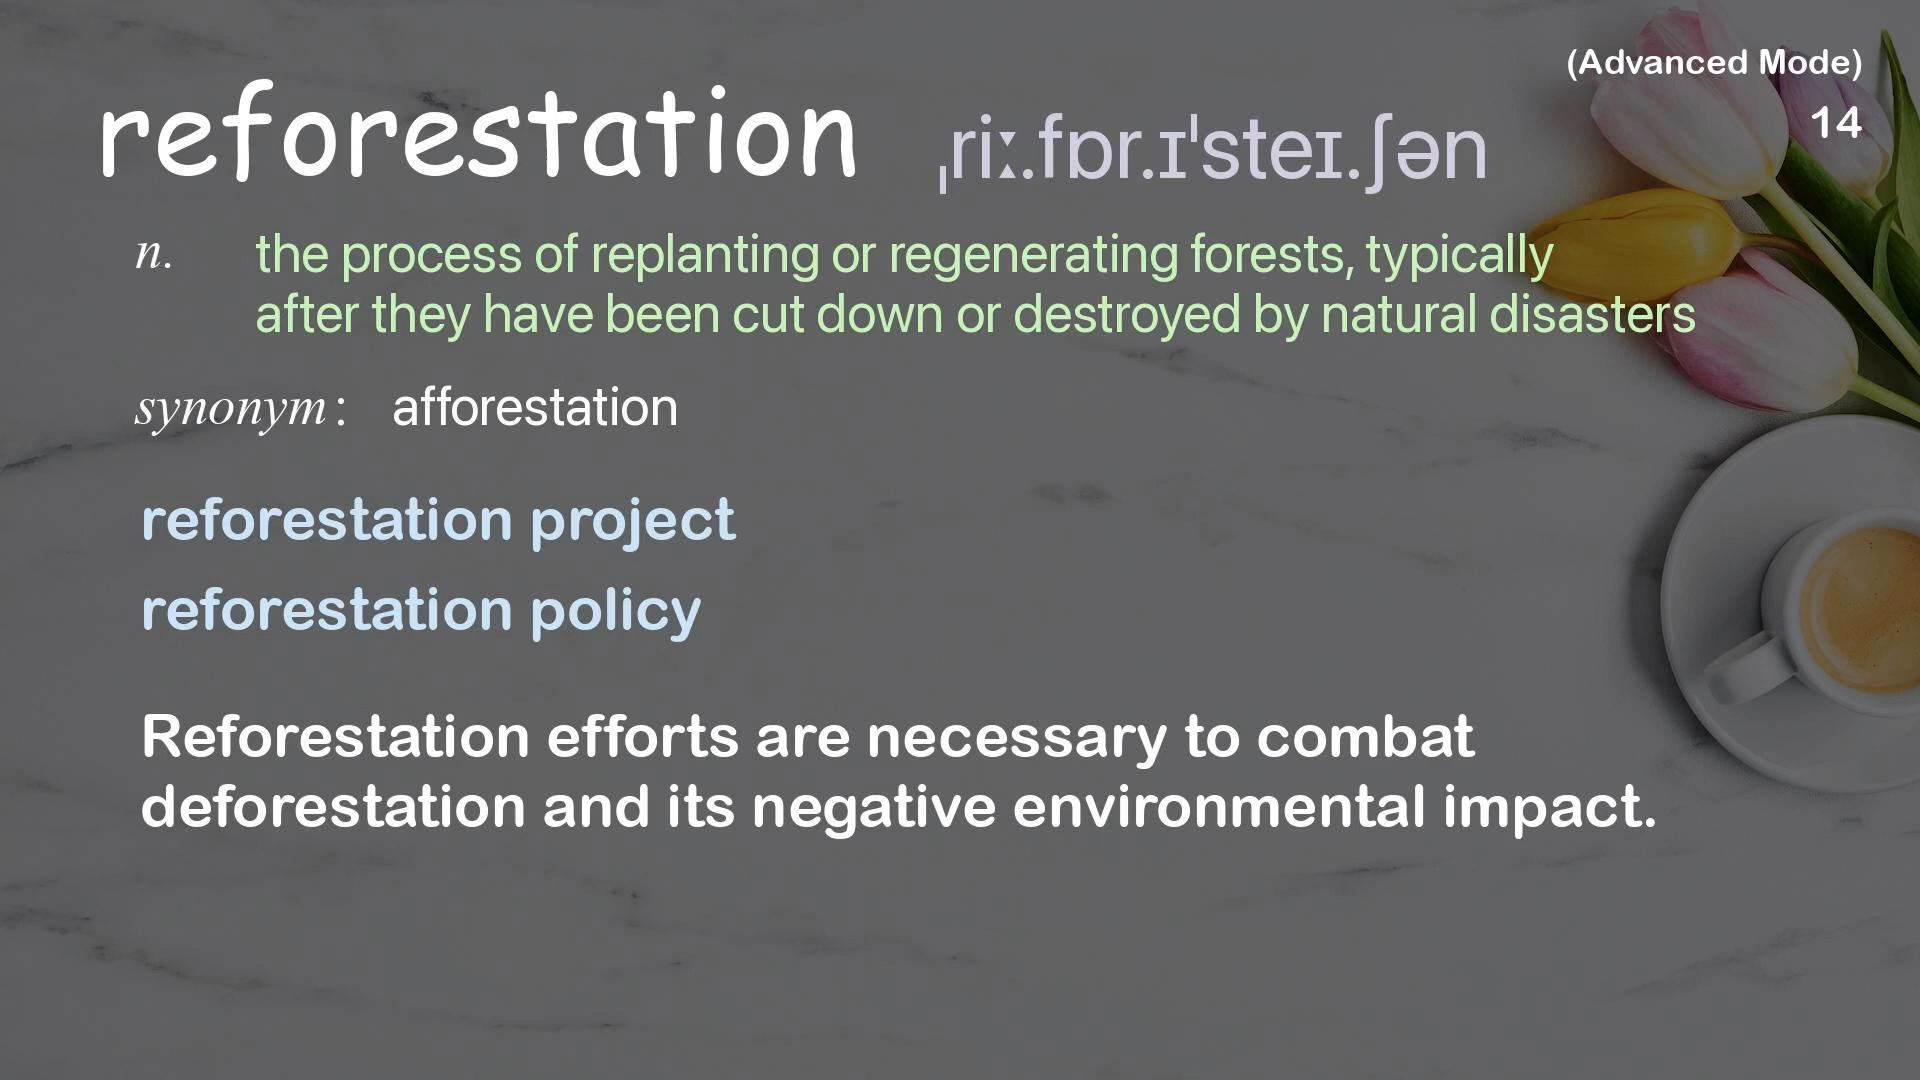 (Advanced Mode)
reforestation ˌriː.fɒr.ɪˈsteɪ.ʃən
14
n. the process of replanting or regenerating forests, typically
after they have been cut down or destroyed by natural disasters
synonym: afforestation
reforestation project
reforestation policy
Reforestation efforts are necessary to combat
deforestation and its negative environmental impact.